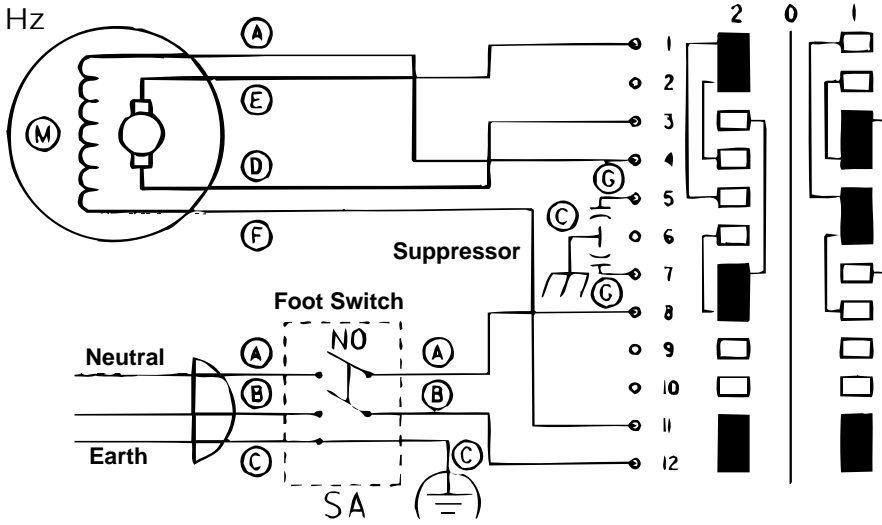 Hz
2 0 1
A
1
2
E
3
M
D
4
G
5
C
F
6
Suppressor
7
G
Foot Switch
8
NO
Neutral
A A
9
B B
10
11
Earth
C C
12
SA